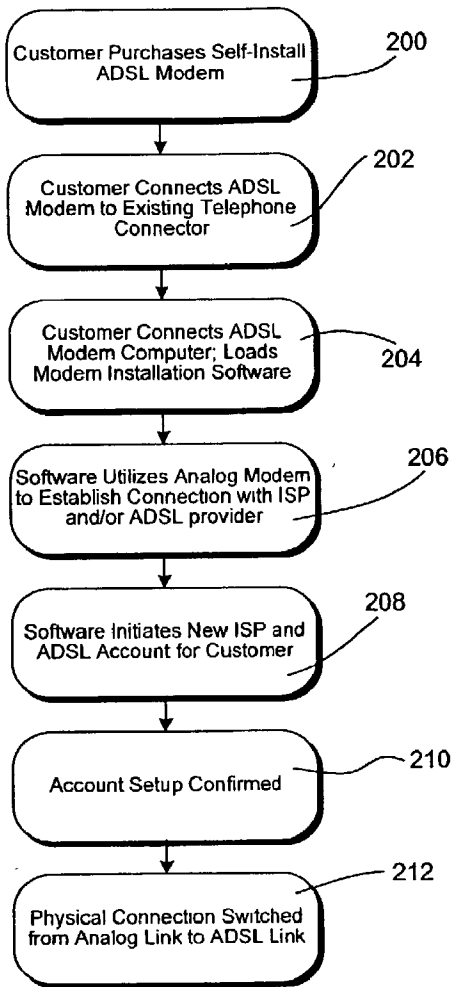 Customer Purchases Self-Install
ADSL Modem
200
Customer Connects ADSL
Modem to Existing Telephone
Connector
202
Customer Connects ADSL
Modem Computer; Loads
Modem Installation Software
204
Software Utilizes Analog Modem
to Establish Connection with ISP
and/or ADSL provider
206
Software Initiates New ISP and
ADSL Account for Customer
208
Account Setup Confirmed
210
Physical Connection Switched
from Analog Link to ADSL Link
212